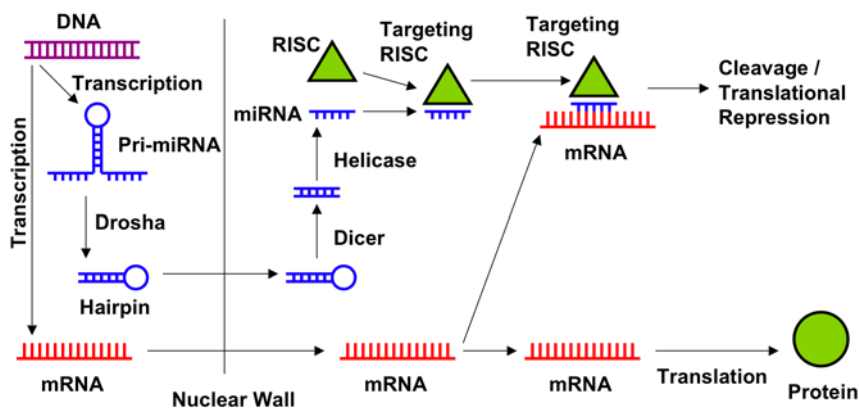 DNA
Transcription
Pri-miRNA
Transcription
Drosha
Hairpin
mRNA
Nuclear Wall
RISC
Targeting
RISC
miRNA
Helicase
Dicer
mRNA
Targeting
RISC
mRNA
Cleavage /
Translational
Repression
mRNA
Translation
Protein